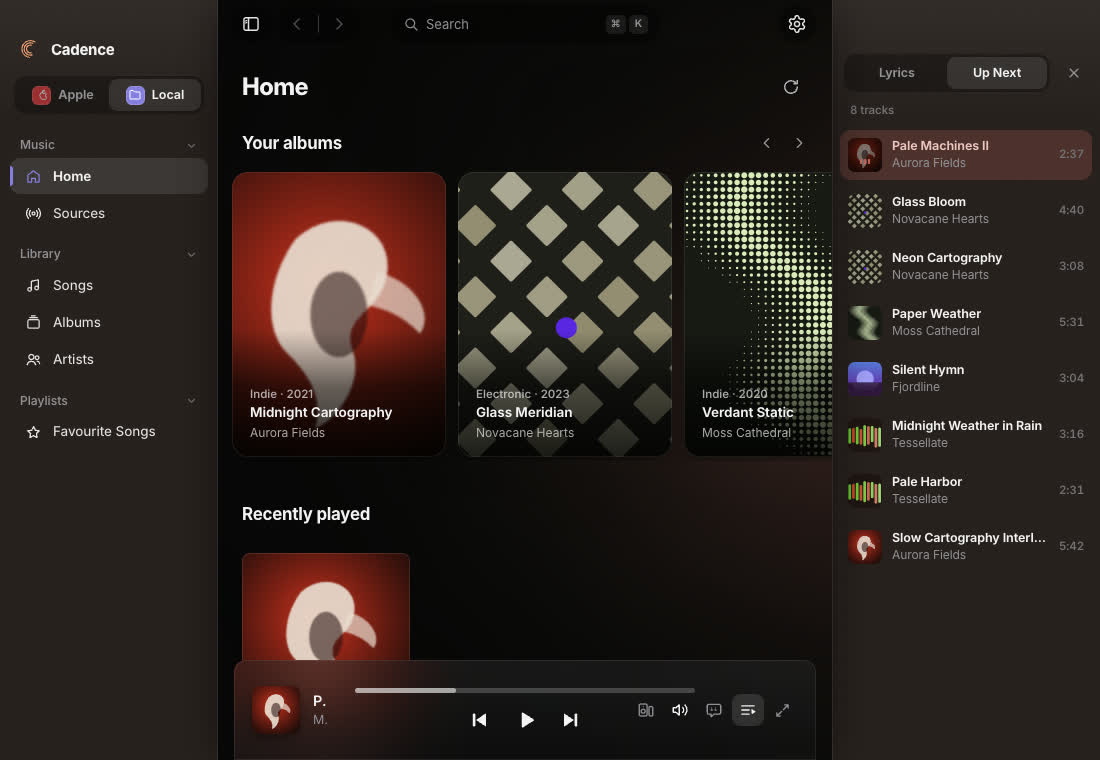 Cadence
Apple
Local
Music
Home
Sources
Library
Songs
Albums
Artists
Playlists
Favourite Songs
Search
⌘ K
Home
Your albums
Indie · 2021
Midnight Cartography
Aurora Fields
Electronic · 2023
Glass Meridian
Novacane Hearts
Indie · 2020
Verdant Static
Moss Cathedral
Recently played
P.
M.
Lyrics
Up Next
8 tracks
Pale Machines II
Aurora Fields
2:37
Glass Bloom
Novacane Hearts
4:40
Neon Cartography
Novacane Hearts
3:08
Paper Weather
Moss Cathedral
5:31
Silent Hymn
Fjordline
3:04
Midnight Weather in Rain
Tessellate
3:16
Pale Harbor
Tessellate
2:31
Slow Cartography Interl...
Aurora Fields
5:42